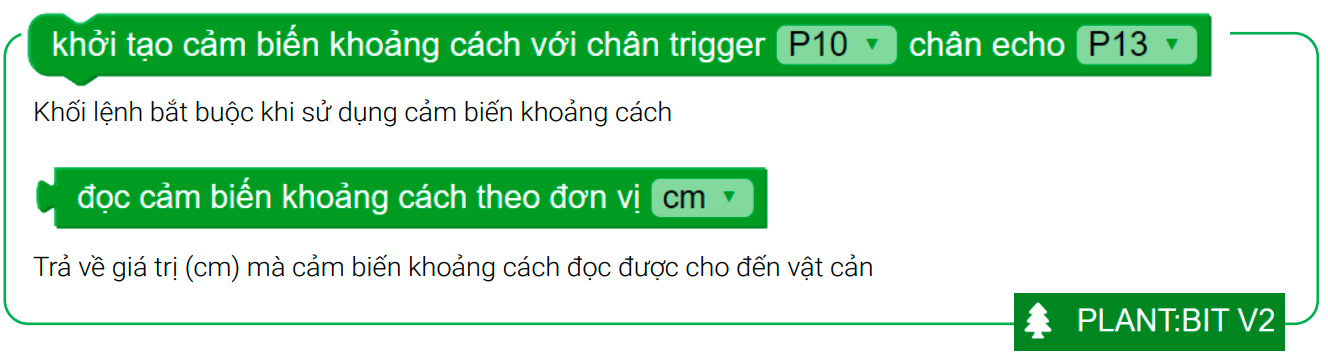 khởi tạo cảm biến khoảng cách với chân trigger P10 chân echo P13
Khối lệnh bắt buộc khi sử dụng cảm biến khoảng cách
đọc cảm biến khoảng cách theo đơn vị cm
Trả về giá trị (cm) mà cảm biến khoảng cách đọc được cho đến vật cản
PLANT:BIT V2